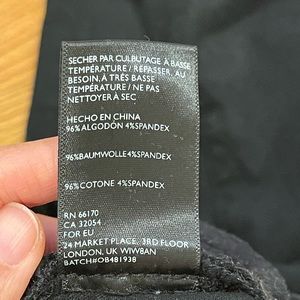 SECHER PAR CULBUTAGE À BASSE
TEMPÉRATURE / REPASSER, AU
BESOIN, À TRÈS BASSE
TEMPÉRATURE / NE PAS
NETTOYER À SEC
HECHO EN CHINA
96% ALGODÓN 4%SPANDEX
96%BAUMWOLLE4%SPANDEX
96% COTONE 4%SPANDEX
RN 66170
CA 32054
FOR EU
24 MARKET PLACE, 3RD FLOOR
LONDON, UK WIW8AN
BATCH#OB481938